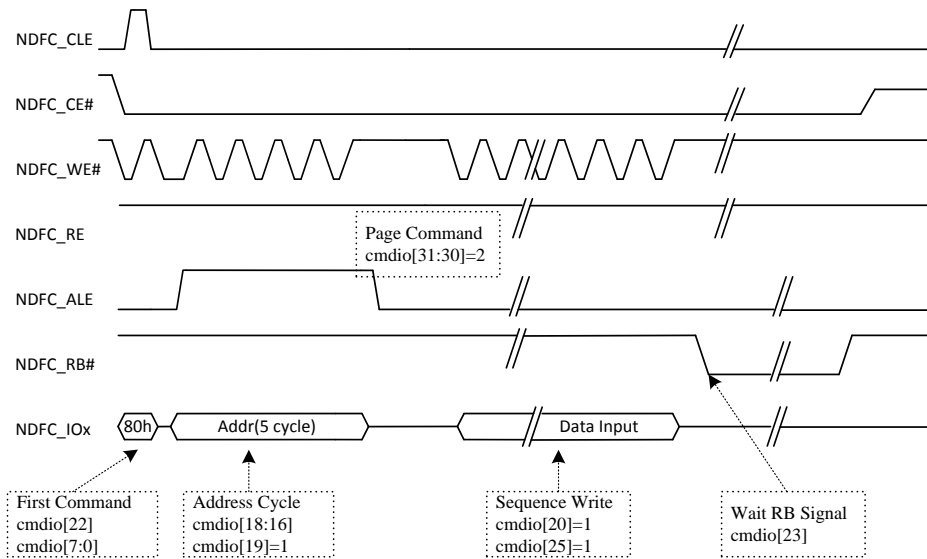 NDFC_CLE
NDFC_CE#
NDFC_WE#
NDFC_RE
Page Command
cmdio[31:30]=2
NDFC_ALE
NDFC_RB#
NDFC_IOx
80h
Addr(5 cycle)
Data Input
First Command
cmdio[22]
cmdio[7:0]
Address Cycle
cmdio[18:16]
cmdio[19]=1
Sequence Write
cmdio[20]=1
cmdio[25]=1
Wait RB Signal
cmdio[23]